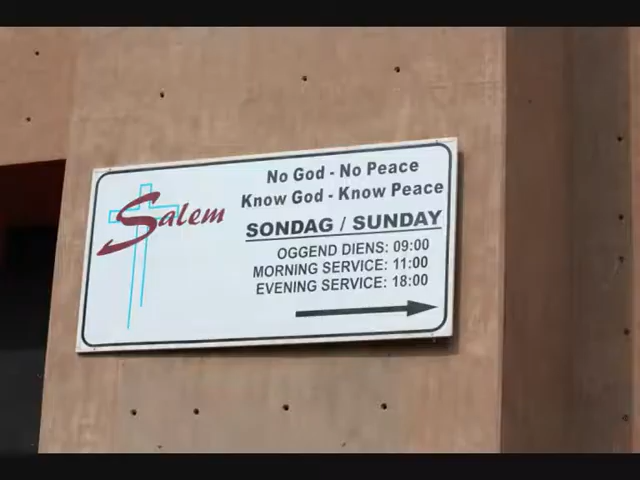 Salem
No God - No Peace
Know God - Know Peace
SONDAG / SUNDAY
OGGEND DIENS: 09:00
MORNING SERVICE: 11:00
EVENING SERVICE: 18:00